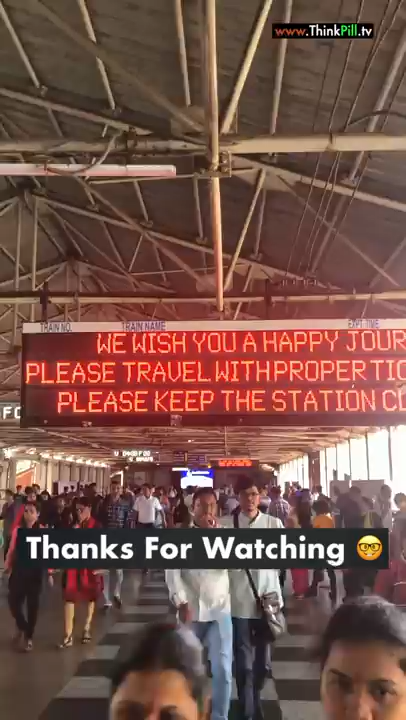 www.ThinkPill.tv
TRAIN NO. TRAIN NAME EXPT. TIME
WE WISH YOU A HAPPY JOUR
PLEASE TRAVEL WITH PROPER TIC
PLEASE KEEP THE STATION CL
Thanks For Watching 🤓